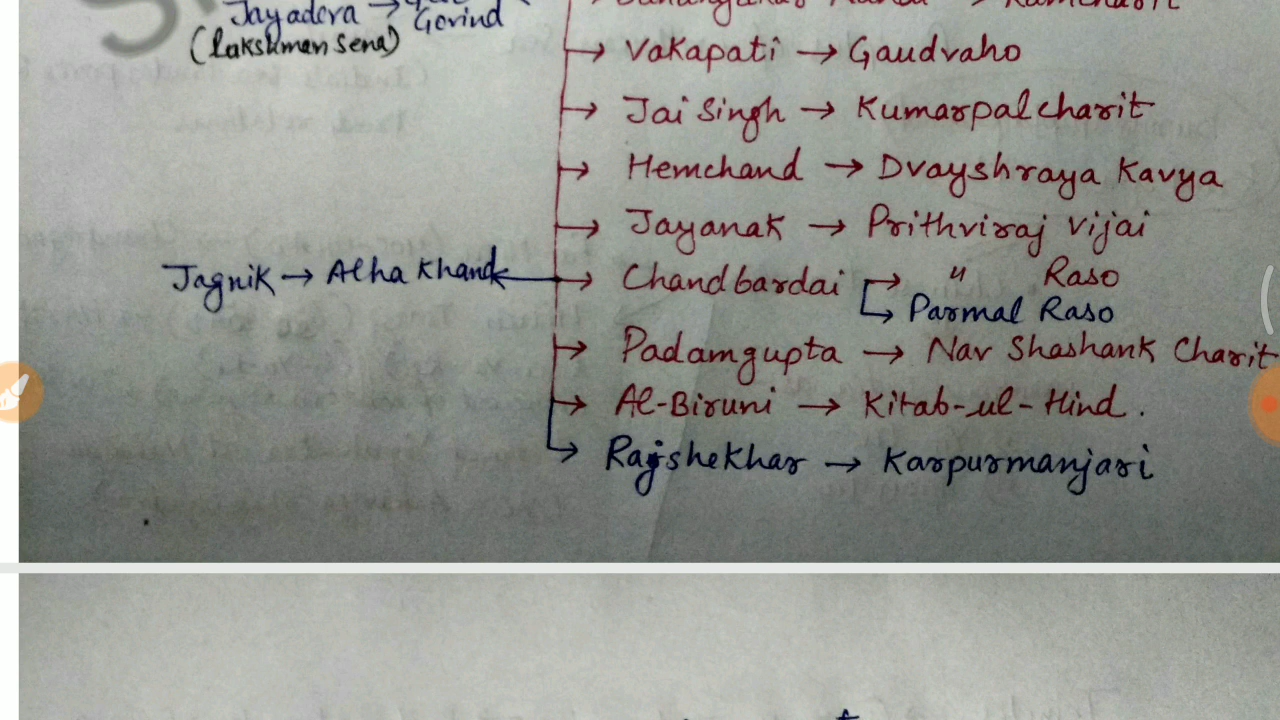 Jayadeva →
Govind
(Lakshman Sena)
→ Vakapati → Gaudvaho
→ Jai Singh → Kumarpalcharit
→ Hemchand → Dvayshraya Kavya
→ Jayanak → Prithviraj Vijai
Jagnik → Alha Khand ← → Chandbardai → " Raso
→ Parmal Raso
→ Padamgupta → Nav Shashank Charit
→ Al-Biruni → Kitab-ul-Hind.
→ Rajshekhar → Karpurmanjari